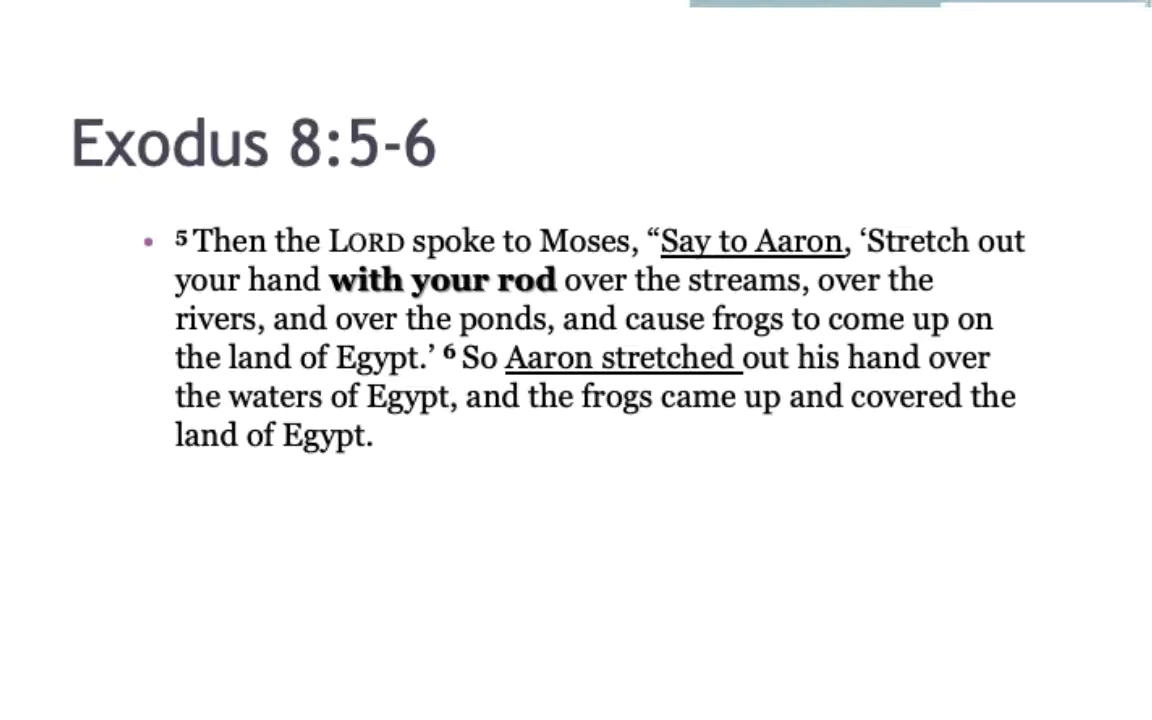 Exodus 8:5-6
• ⁵ Then the LORD spoke to Moses, “Say to Aaron, ‘Stretch out
your hand with your rod over the streams, over the
rivers, and over the ponds, and cause frogs to come up on
the land of Egypt.’ ⁶ So Aaron stretched out his hand over
the waters of Egypt, and the frogs came up and covered the
land of Egypt.